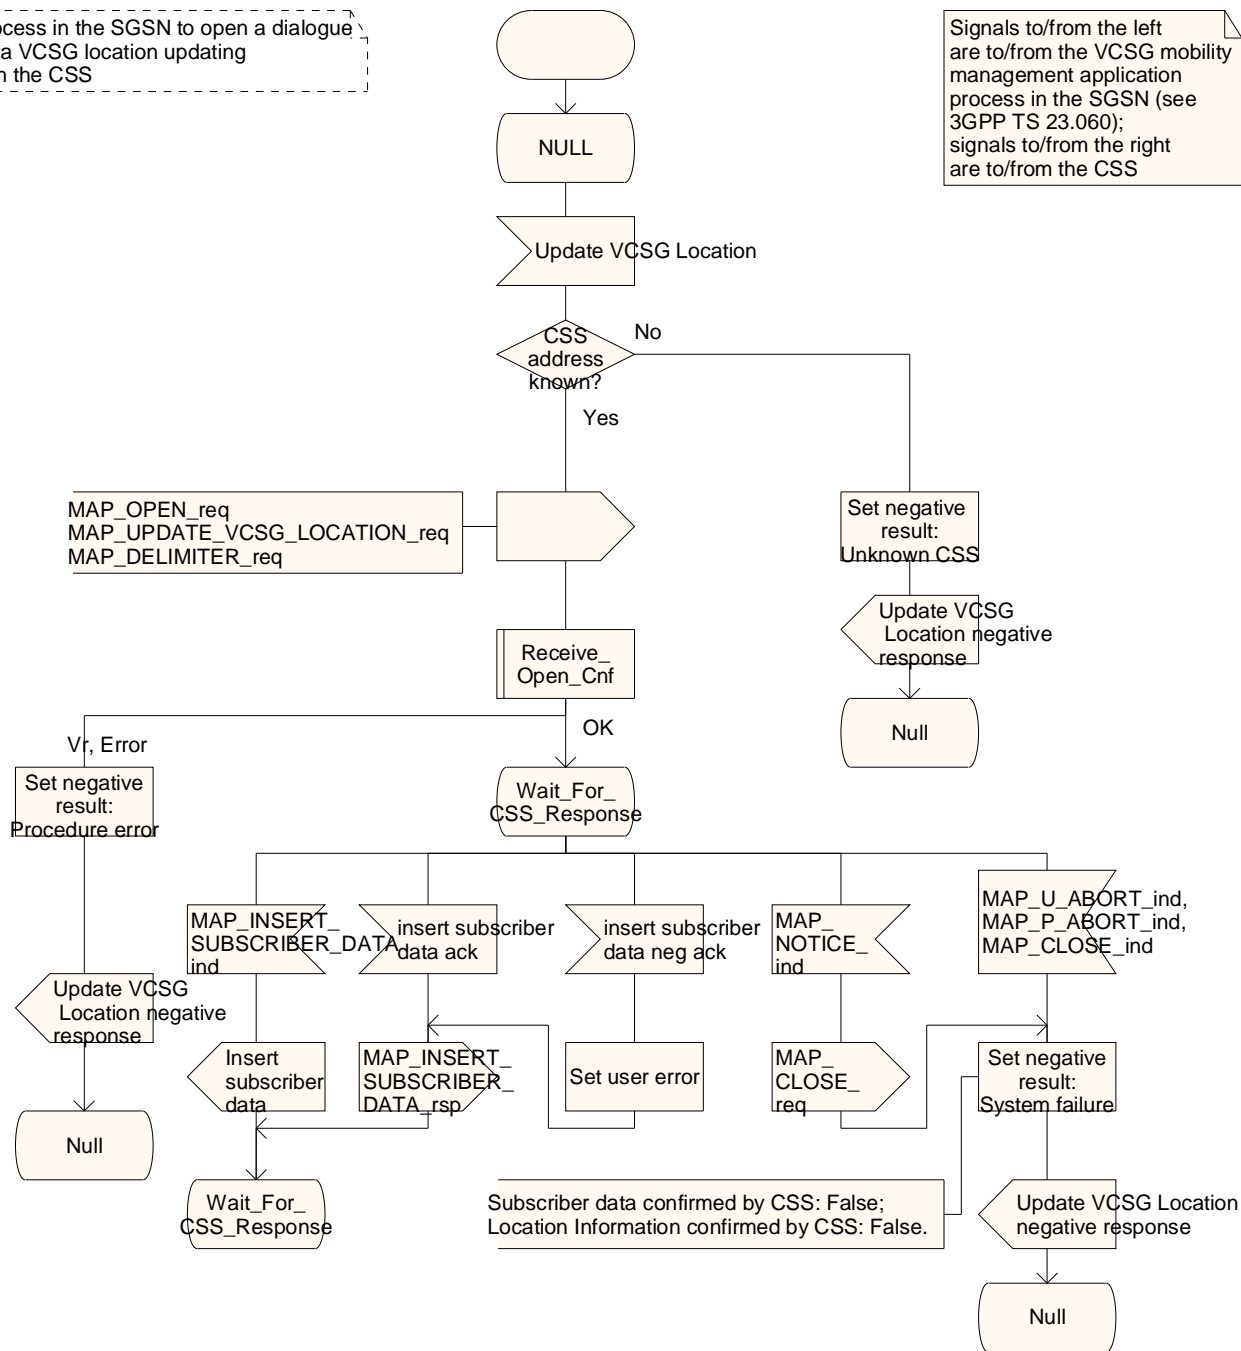 ocess in the SGSN to open a dialogue
a VCSG location updating
n the CSS
Signals to/from the left
are to/from the VCSG mobility
management application
process in the SGSN (see
3GPP TS 23.060);
signals to/from the right
are to/from the CSS
NULL
Update VCSG Location
CSS
address
known?
No
Yes
MAP_OPEN_req
MAP_UPDATE_VCSG_LOCATION_req
MAP_DELIMITER_req
Set negative
result:
Unknown CSS
Update VCSG
Location negative
response
Null
Receive_
Open_Cnf
OK
Vr, Error
Set negative
result:
Procedure error
Wait_For_
CSS_Response
MAP_INSERT_
SUBSCRIBER_DATA_
ind
insert subscriber
data ack
insert subscriber
data neg ack
MAP_
NOTICE_
ind
MAP_U_ABORT_ind,
MAP_P_ABORT_ind,
MAP_CLOSE_ind
Update VCSG
Location negative
response
Insert
subscriber
data
MAP_INSERT_
SUBSCRIBER_
DATA_rsp
Set user error
MAP_
CLOSE_
req
Set negative
result:
System failure
Null
Wait_For_
CSS_Response
Subscriber data confirmed by CSS: False;
Location Information confirmed by CSS: False.
Update VCSG Location
negative response
Null